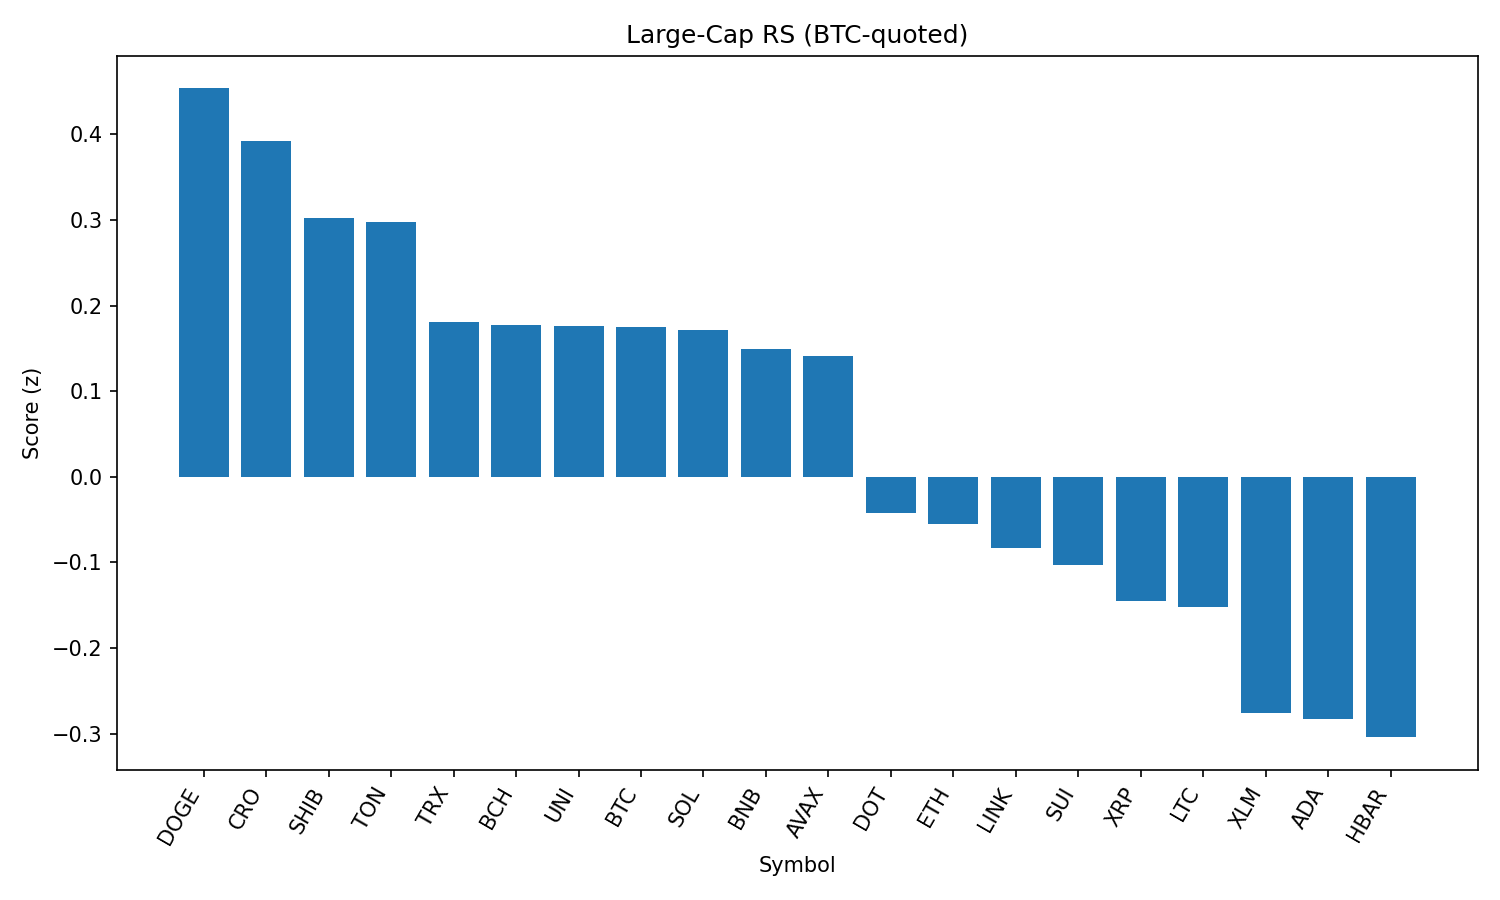 Large-Cap RS (BTC-quoted)
Score (z)
0.4
0.3
0.2
0.1
0.0
−0.1
−0.2
−0.3
DOGE
CRO
SHIB
TON
TRX
BCH
UNI
BTC
SOL
BNB
AVAX
DOT
ETH
LINK
SUI
XRP
LTC
XLM
ADA
HBAR
Symbol